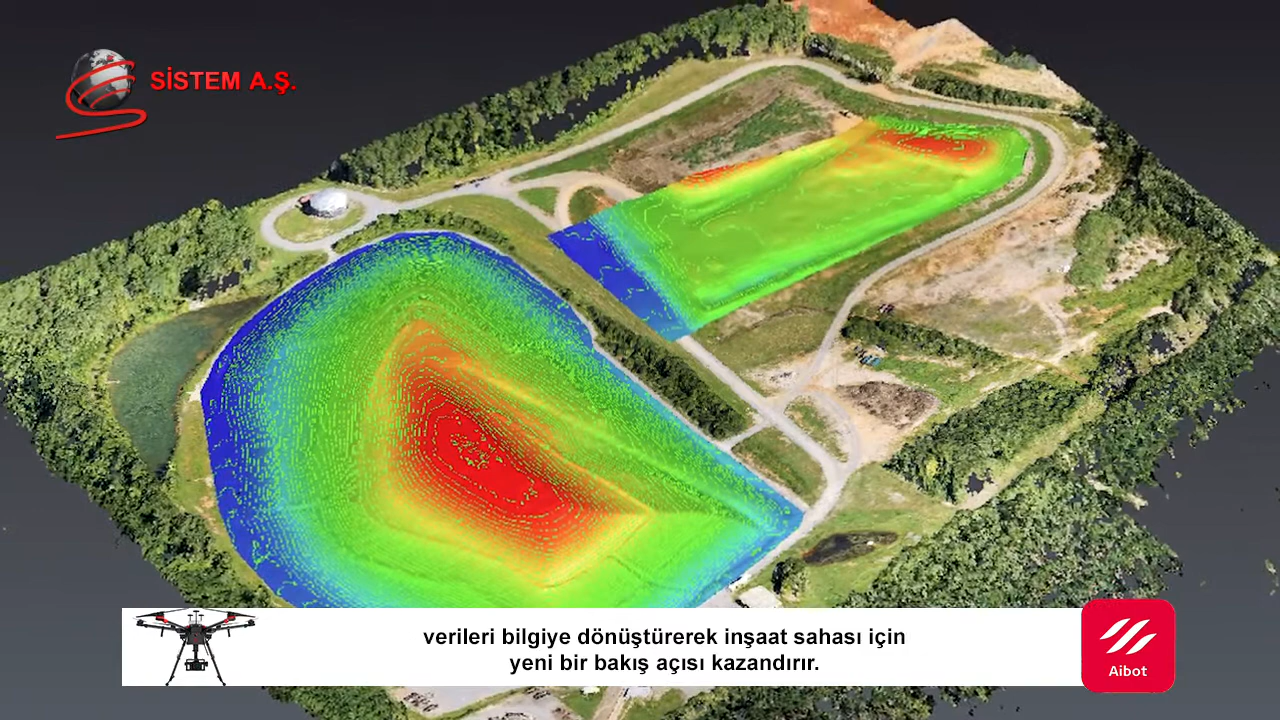 SİSTEM A.Ş.
verileri bilgiye dönüştürerek inşaat sahası için
yeni bir bakış açısı kazandırır.
Aibot